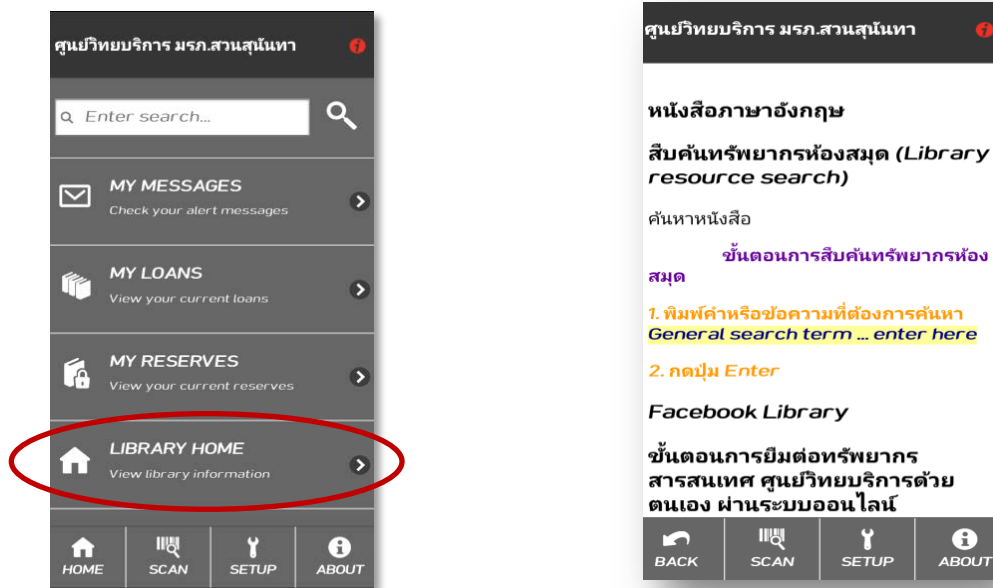 ศูนย์วิทยบริการ มรภ.สวนสุนันทา
Enter search...
MY MESSAGES
Check your alert messages
MY LOANS
View your current loans
MY RESERVES
View your current reserves
LIBRARY HOME
View library information
HOME SCAN SETUP ABOUT
ศูนย์วิทยบริการ มรภ.สวนสุนันทา
หนังสือภาษาอังกฤษ
สืบค้นทรัพยากรห้องสมุด (Library
resource search)
ค้นหาหนังสือ
ขั้นตอนการสืบค้นทรัพยากรห้อง
สมุด
1. พิมพ์คำหรือข้อความที่ต้องการค้นหา
General search term ... enter here
2. กดปุ่ม Enter
Facebook Library
ขั้นตอนการยืมต่อทรัพยากร
สารสนเทศ ศูนย์วิทยบริการด้วย
ตนเอง ผ่านระบบออนไลน์
BACK SCAN SETUP ABOUT